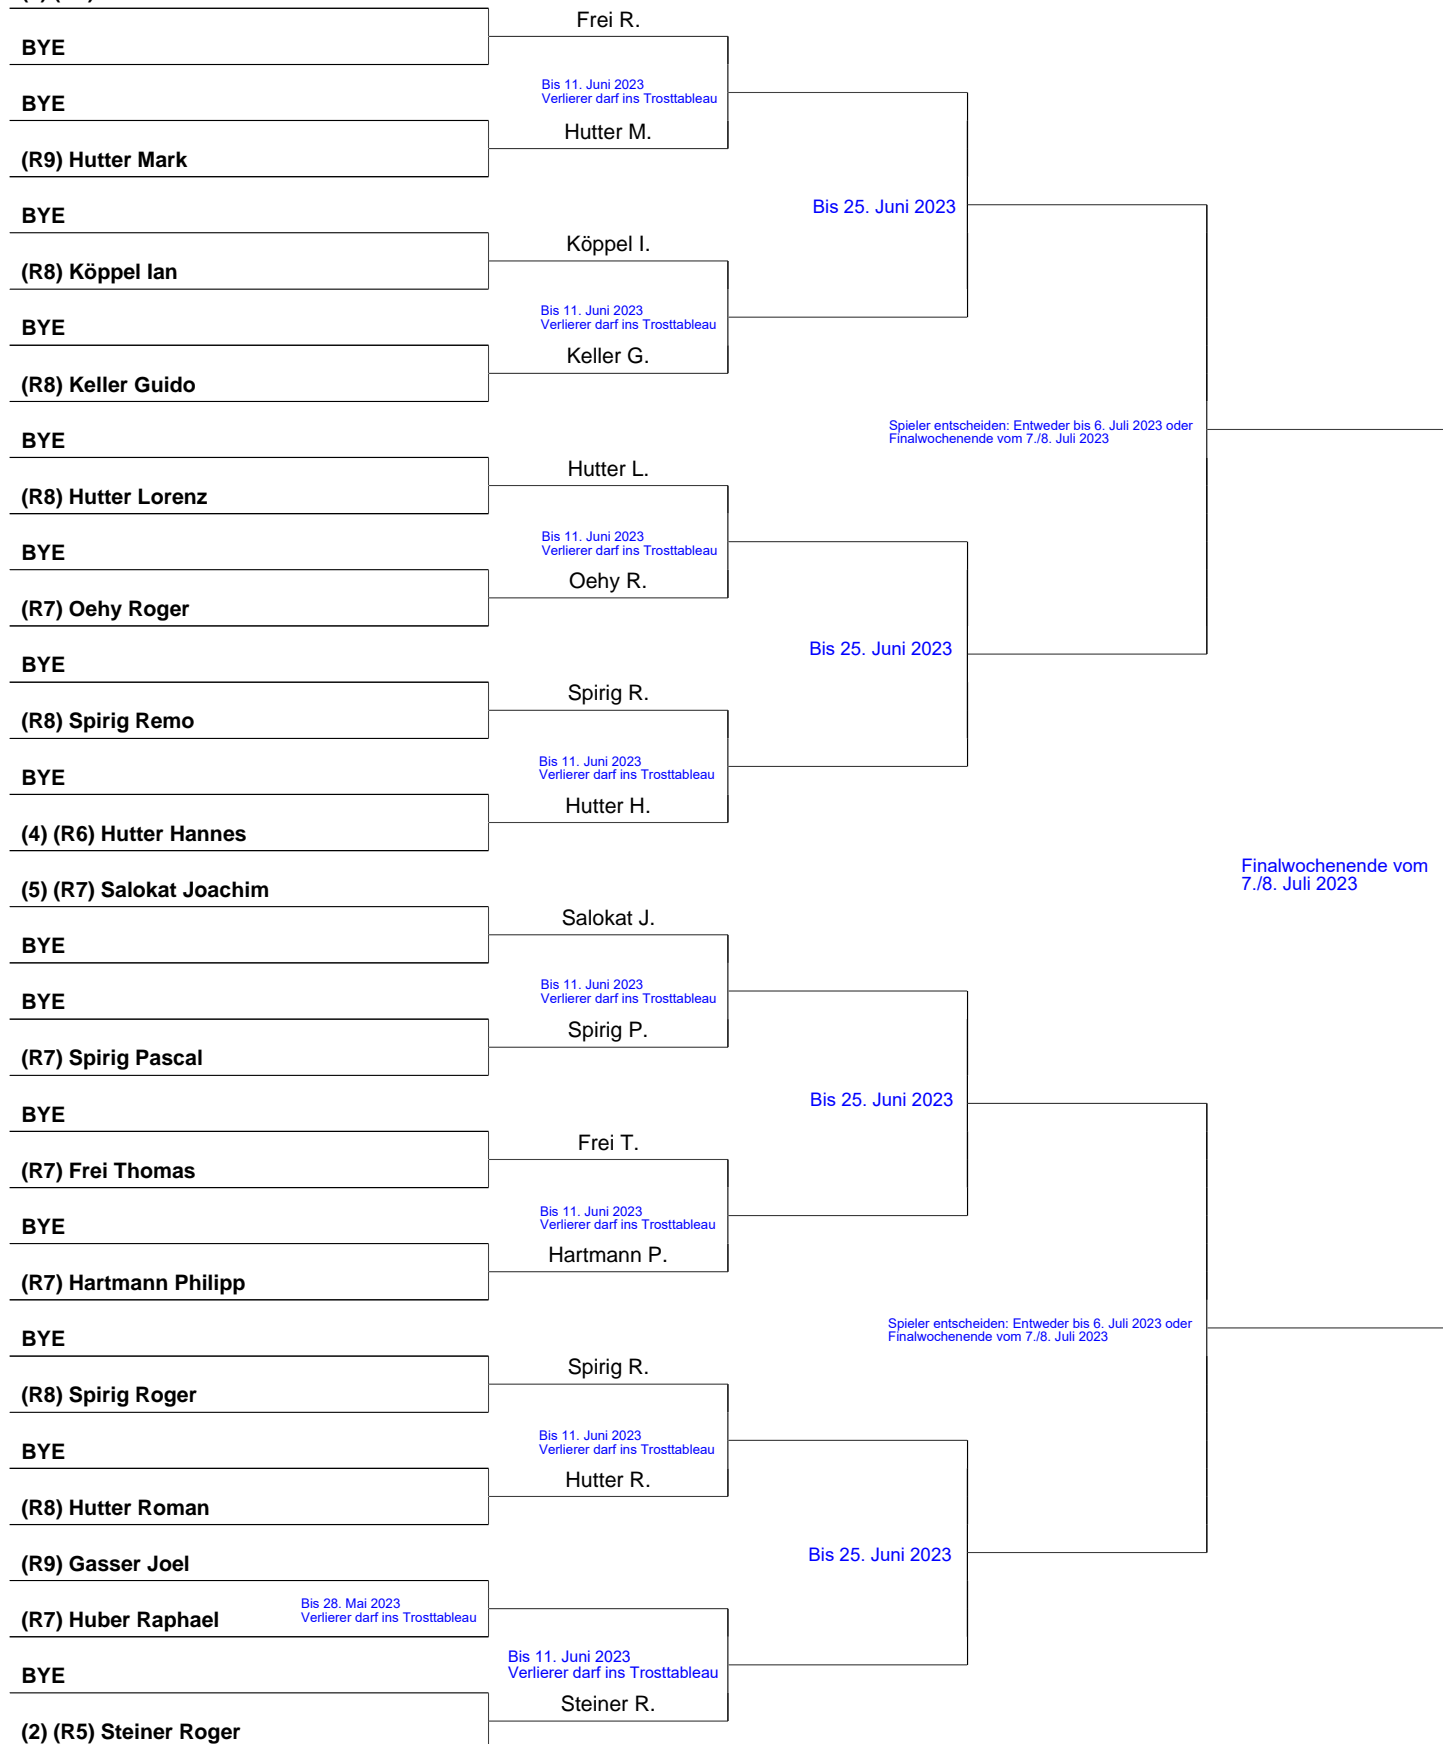 Frei R.
BYE
Bis 11. Juni 2023
Verlierer darf ins Trosttableau
BYE
Hutter M.
(R9) Hutter Mark
Bis 25. Juni 2023
BYE
Köppel I.
(R8) Köppel Ian
Bis 11. Juni 2023
Verlierer darf ins Trosttableau
BYE
Keller G.
(R8) Keller Guido
Spieler entscheiden: Entweder bis 6. Juli 2023 oder
Finalwochenende vom 7./8. Juli 2023
BYE
Hutter L.
(R8) Hutter Lorenz
Bis 11. Juni 2023
Verlierer darf ins Trosttableau
BYE
Oehy R.
(R7) Oehy Roger
Bis 25. Juni 2023
BYE
Spirig R.
(R8) Spirig Remo
Bis 11. Juni 2023
Verlierer darf ins Trosttableau
BYE
Hutter H.
(4) (R6) Hutter Hannes
Finalwochenende vom
7./8. Juli 2023
(5) (R7) Salokat Joachim
Salokat J.
BYE
Bis 11. Juni 2023
Verlierer darf ins Trosttableau
BYE
Spirig P.
(R7) Spirig Pascal
Bis 25. Juni 2023
BYE
Frei T.
(R7) Frei Thomas
Bis 11. Juni 2023
Verlierer darf ins Trosttableau
BYE
Hartmann P.
(R7) Hartmann Philipp
Spieler entscheiden: Entweder bis 6. Juli 2023 oder
Finalwochenende vom 7./8. Juli 2023
BYE
Spirig R.
(R8) Spirig Roger
Bis 11. Juni 2023
Verlierer darf ins Trosttableau
BYE
Hutter R.
(R8) Hutter Roman
Bis 25. Juni 2023
(R9) Gasser Joel
Bis 28. Mai 2023
Verlierer darf ins Trosttableau
(R7) Huber Raphael
Bis 11. Juni 2023
Verlierer darf ins Trosttableau
BYE
Steiner R.
(2) (R5) Steiner Roger